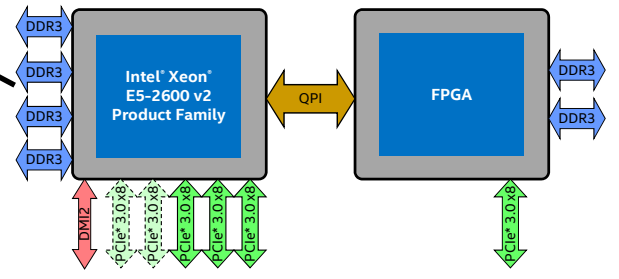 DDR3
DDR3
DDR3
DDR3
Intel® Xeon®
E5-2600 v2
Product Family
QPI
FPGA
DDR3
DDR3
DMI2
PCIe* 3.0 x8
PCIe* 3.0 x8
PCIe* 3.0 x8
PCIe* 3.0 x8
PCIe* 3.0 x8
PCIe* 3.0 x8